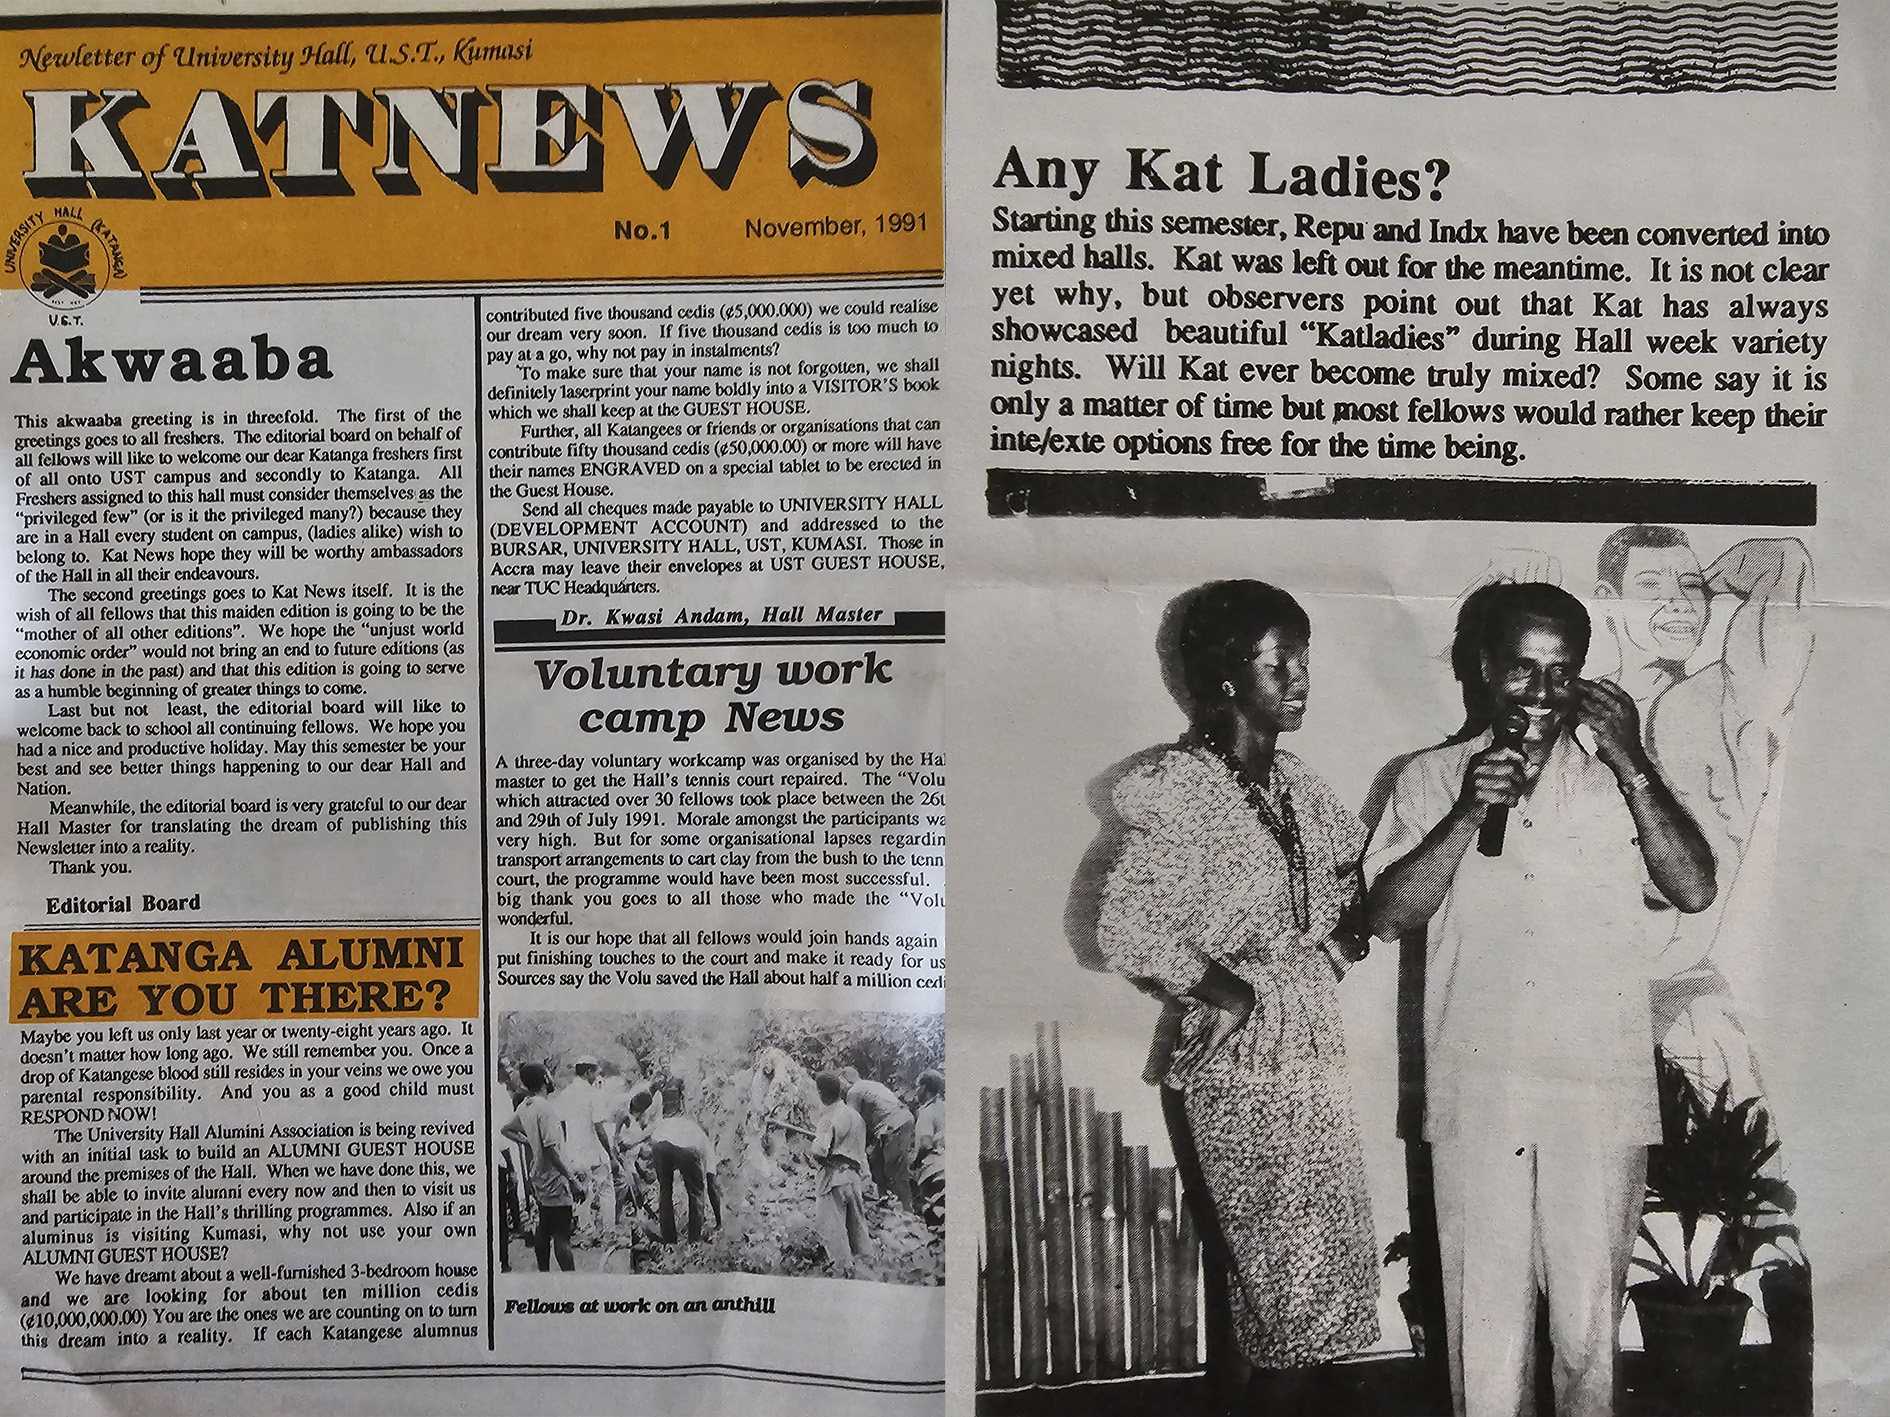 Newletter of University Hall, U.S.T., Kumasi
KATNEWS
No.1 November, 1991
UNIVERSITY HALL (KATANGA)
U.S.T.
Akwaaba
This akwaaba greeting is in threefold. The first of the
greetings goes to all freshers. The editorial board on behalf of
all fellows will like to welcome our dear Katanga freshers first
of all onto UST campus and secondly to Katanga. All
Freshers assigned to this hall must consider themselves as the
“privileged few” (or is it the privileged many?) because they
are in a Hall every student on campus, (ladies alike) wish to
belong to. Kat News hope they will be worthy ambassadors
of the Hall in all their endeavours.
The second greetings goes to Kat News itself. It is the
wish of all fellows that this maiden edition is going to be the
“mother of all other editions”. We hope the “unjust world
economic order” would not bring an end to future editions (as
it has done in the past) and that this edition is going to serve
as a humble beginning of greater things to come.
Last but not least, the editorial board will like to
welcome back to school all continuing fellows. We hope you
had a nice and productive holiday. May this semester be your
best and see better things happening to our dear Hall and
Nation.
Meanwhile, the editorial board is very grateful to our dear
Hall Master for translating the dream of publishing this
Newsletter into a reality.
Thank you.
Editorial Board
KATANGA ALUMNI
ARE YOU THERE?
Maybe you left us only last year or twenty-eight years ago. It
doesn't matter how long ago. We still remember you. Once a
drop of Katangese blood still resides in your veins we owe you
parental responsibility. And you as a good child must
RESPOND NOW!
The University Hall Alumini Association is being revived
with an initial task to build an ALUMNI GUEST HOUSE
around the premises of the Hall. When we have done this, we
shall be able to invite alumni every now and then to visit us
and participate in the Hall's thrilling programmes. Also if an
aluminus is visiting Kumasi, why not use your own
ALUMNI GUEST HOUSE?
We have dreamt about a well-furnished 3-bedroom house
and we are looking for about ten million cedis
(¢10,000,000.00) You are the ones we are counting on to turn
this dream into a reality. If each Katangese alumnus
contributed five thousand cedis (¢5,000.000) we could realise
our dream very soon. If five thousand cedis is too much to
pay at a go, why not pay in instalments?
To make sure that your name is not forgotten, we shall
definitely laserprint your name boldly into a VISITOR'S book
which we shall keep at the GUEST HOUSE.
Further, all Katangees or friends or organisations that can
contribute fifty thousand cedis (¢50,000.00) or more will have
their names ENGRAVED on a special tablet to be erected in
the Guest House.
Send all cheques made payable to UNIVERSITY HALL
(DEVELOPMENT ACCOUNT) and addressed to the
BURSAR, UNIVERSITY HALL, UST, KUMASI. Those in
Accra may leave their envelopes at UST GUEST HOUSE,
near TUC Headquarters.
Dr. Kwasi Andam, Hall Master
Voluntary work
camp News
A three-day voluntary workcamp was organised by the Hal
master to get the Hall's tennis court repaired. The “Volu
which attracted over 30 fellows took place between the 26t
and 29th of July 1991. Morale amongst the participants wa
very high. But for some organisational lapses regardin
transport arrangements to cart clay from the bush to the tenn
court, the programme would have been most successful.
big thank you goes to all those who made the “Volu
wonderful.
It is our hope that all fellows would join hands again
put finishing touches to the court and make it ready for us
Sources say the Volu saved the Hall about half a million cedi
Fellows at work on an anthill
Any Kat Ladies?
Starting this semester, Repu and Indx have been converted into
mixed halls. Kat was left out for the meantime. It is not clear
yet why, but observers point out that Kat has always
showcased beautiful “Katladies” during Hall week variety
nights. Will Kat ever become truly mixed? Some say it is
only a matter of time but most fellows would rather keep their
inte/exte options free for the time being.